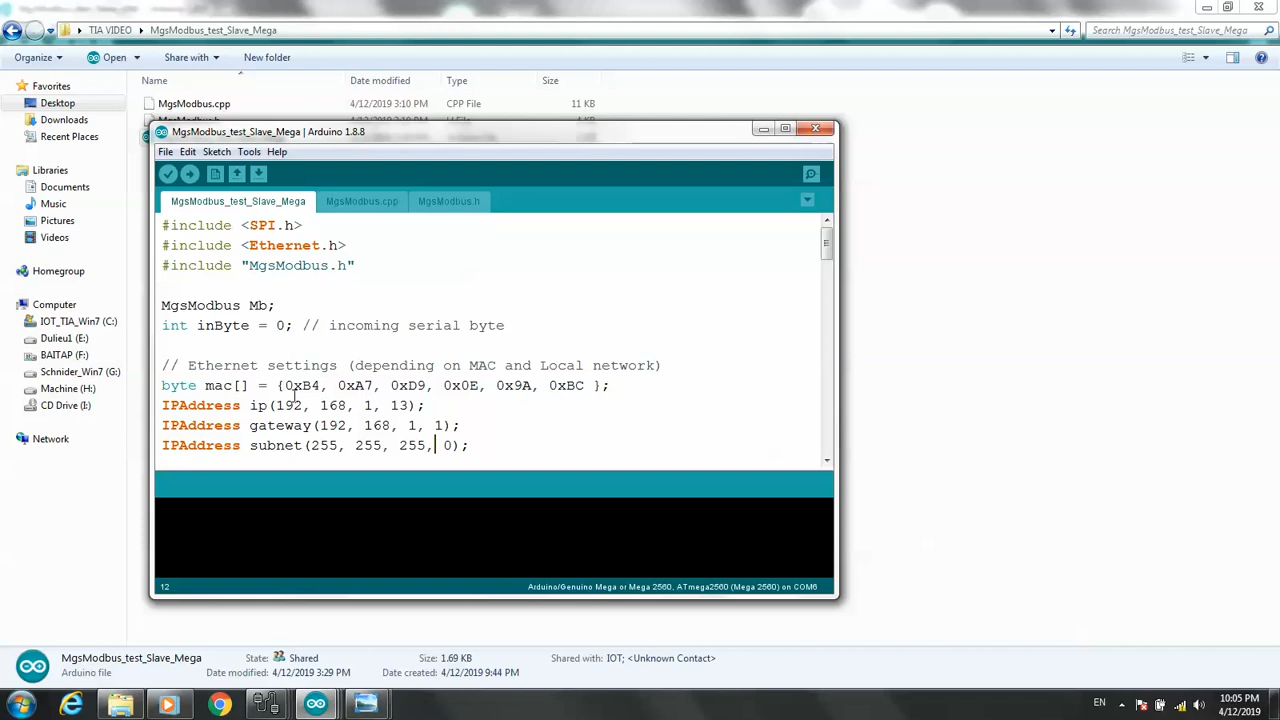 TIA VIDEO
MgsModbus_test_Slave_Mega
Search MgsModbus_test_Slave_Mega
Organize
Open
Share with
New folder
Name
Date modified
Type
Size
Favorites
Desktop
Downloads
Recent Places
Libraries
Documents
Music
Pictures
Videos
Homegroup
Computer
IOT_TIA_Win7 (C:)
Dulieu1 (E:)
BAITAP (F:)
Schnider_Win7 (G:)
Machine (H:)
CD Drive (I:)
Network
MgsModbus.cpp
4/12/2019 3:10 PM
CPP File
11 KB
MgsModbus_test_Slave_Mega | Arduino 1.8.8
File
Edit
Sketch
Tools
Help
MgsModbus_test_Slave_Mega
MgsModbus.cpp
MgsModbus.h
#include <SPI.h>
#include <Ethernet.h>
#include "MgsModbus.h"
MgsModbus Mb;
int inByte = 0; // incoming serial byte
// Ethernet settings (depending on MAC and Local network)
byte mac[] = {0xB4, 0xA7, 0xD9, 0x0E, 0x9A, 0xBC };
IPAddress ip(192, 168, 1, 13);
IPAddress gateway(192, 168, 1, 1);
IPAddress subnet(255, 255, 255, 0);
12
Arduino/Genuino Mega or Mega 2560, ATmega2560 (Mega 2560) on COM6
MgsModbus_test_Slave_Mega
Arduino file
State: Shared
Date modified: 4/12/2019 3:29 PM
Size: 1.69 KB
Date created: 4/12/2019 9:44 PM
Shared with: IOT; <Unknown Contact>
EN
10:05 PM
4/12/2019